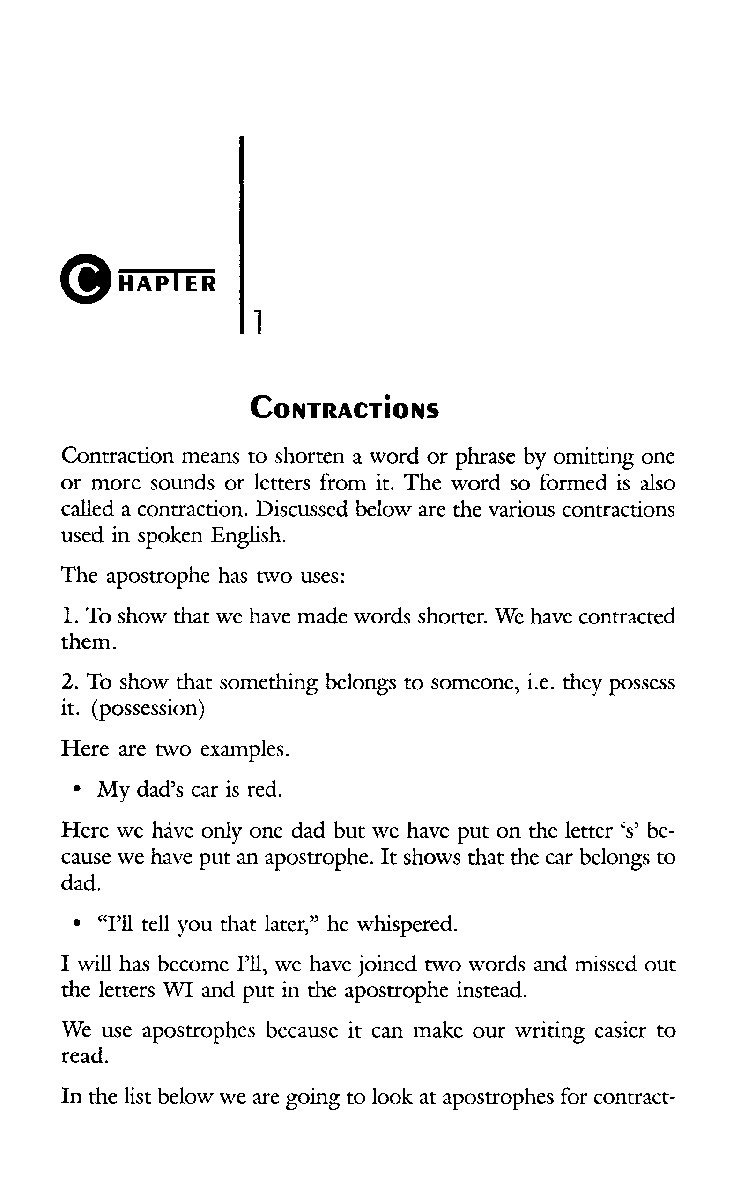 CHAPTER
1
CONTRACTiONS
Contraction means to shorten a word or phrase by omitting one
or more sounds or letters from it. The word so formed is also
called a contraction. Discussed below are the various contractions
used in spoken English.
The apostrophe has two uses:
1. To show that we have made words shorter. We have contracted
them.
2. To show that something belongs to someone, i.e. they possess
it. (possession)
Here are two examples.
• My dad’s car is red.
Here we have only one dad but we have put on the letter ‘s’ be-
cause we have put an apostrophe. It shows that the car belongs to
dad.
• “I’ll tell you that later,” he whispered.
I will has become I’ll, we have joined two words and missed out
the letters WI and put in the apostrophe instead.
We use apostrophes because it can make our writing easier to
read.
In the list below we are going to look at apostrophes for contract-